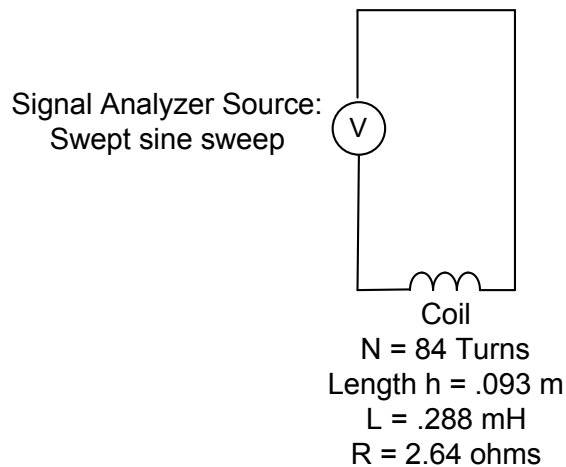 Signal Analyzer Source:
Swept sine sweep
V
Coil
N = 84 Turns
Length h = .093 m
L = .288 mH
R = 2.64 ohms